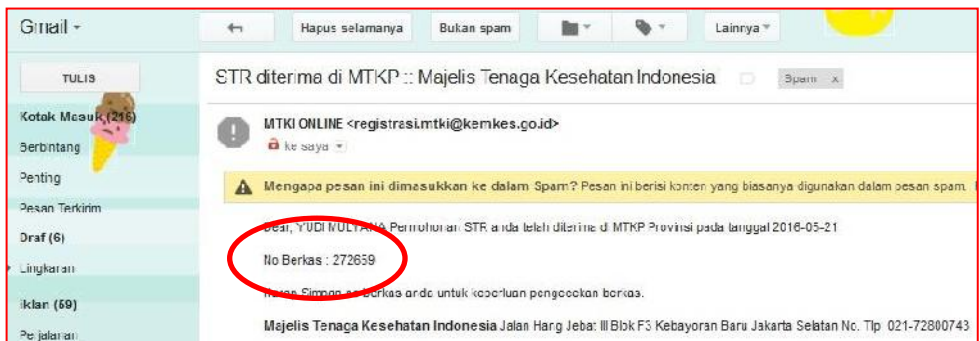 Gmail
Hapus selamanya Bukan spam Lainnya
TULIS
STR diterima di MTKP :: Majelis Tenaga Kesehatan Indonesia Spam x
Kotak Masuk (216)
Berbintang
Penting
Pesan Terkirim
Draf (6)
Lingkaran
iklan (59)
Perjalanan
MTKI ONLINE <registrasi.mtki@kemkes.go.id>
ke saya
Mengapa pesan ini dimasukkan ke dalam Spam? Pesan ini berisi konten yang biasanya digunakan dalam pesan spam.
Dear, YUDI MULYANA Permohonan STR anda telah diterima di MTKP Provinsi pada tanggal 2016-05-21
No Berkas : 272659
Simpan no berkas anda untuk keperluan pengecekan berkas.
Majelis Tenaga Kesehatan Indonesia Jalan Hang Jebat III Blok F3 Kebayoran Baru Jakarta Selatan No. Tlp 021-72800743